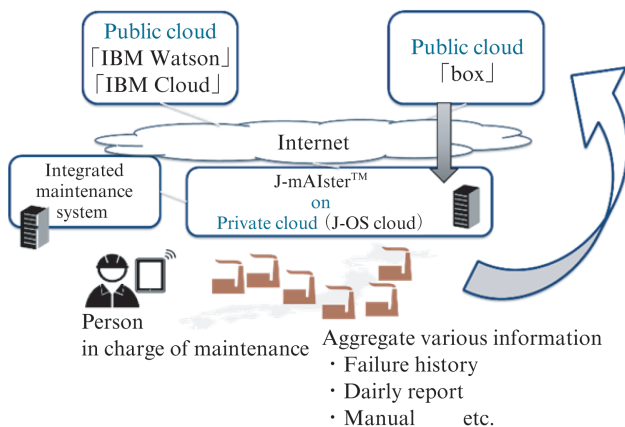 Public cloud
「IBM Watson」
「IBM Cloud」
Public cloud
「box」
Internet
Integrated
maintenance
system
J-mAIster™
on
Private cloud (J-OS cloud)
Person
in charge of maintenance
Aggregate various information
・Failure history
・Dairly report
・Manual etc.